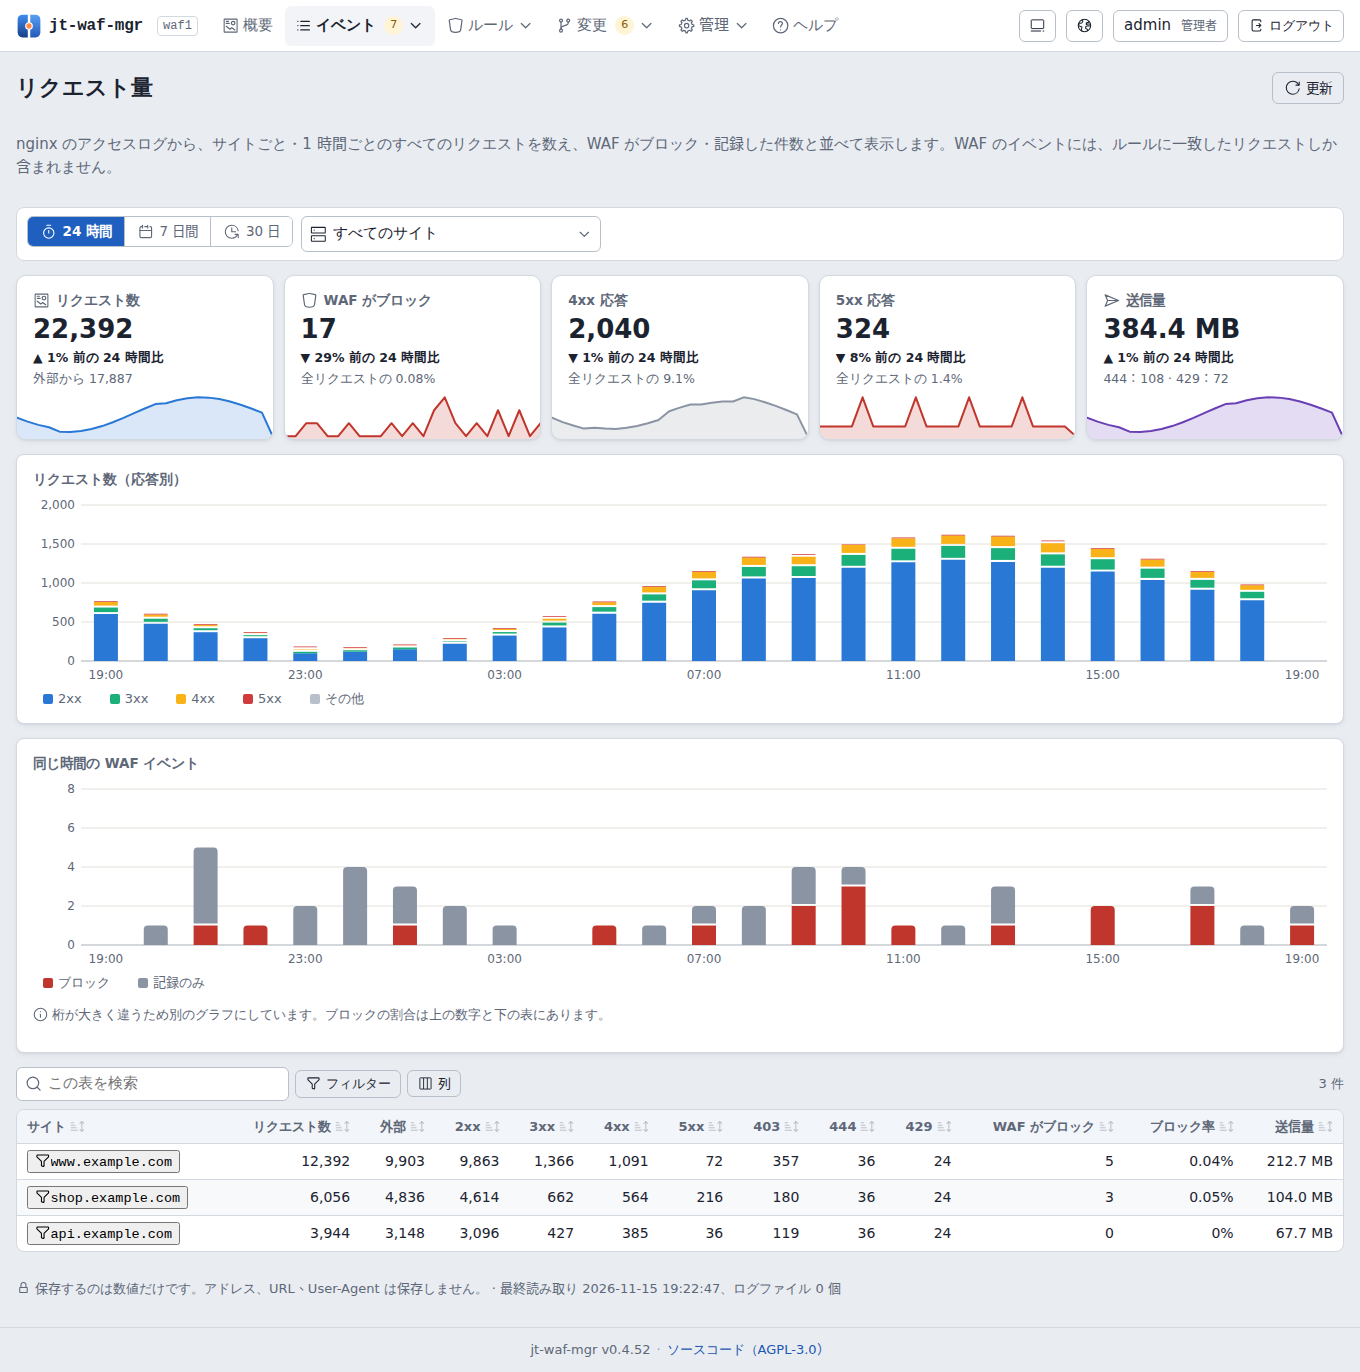 jt-waf-mgr waf1 概要 イベント 7 ルール 変更 6 管理 ヘルプ admin 管理者 ログアウト
リクエスト量 更新
nginx のアクセスログから、サイトごと・1 時間ごとのすべてのリクエストを数え、WAF がブロック・記録した件数と並べて表示します。WAF のイベントには、ルールに一致したリクエストしか
含まれません。
24 時間 7 日間 30 日 すべてのサイト
リクエスト数 WAF がブロック 4xx 応答 5xx 応答 送信量
22,392 17 2,040 324 384.4 MB
▲ 1% 前の 24 時間比 ▼ 29% 前の 24 時間比 ▼ 1% 前の 24 時間比 ▼ 8% 前の 24 時間比 ▲ 1% 前の 24 時間比
外部から 17,887 全リクエストの 0.08% 全リクエストの 9.1% 全リクエストの 1.4% 444：108 · 429：72
リクエスト数（応答別）
2,000
1,500
1,000
500
0
19:00 23:00 03:00 07:00 11:00 15:00 19:00
2xx 3xx 4xx 5xx その他
同じ時間の WAF イベント
8
6
4
2
0
19:00 23:00 03:00 07:00 11:00 15:00 19:00
ブロック 記録のみ
桁が大きく違うため別のグラフにしています。ブロックの割合は上の数字と下の表にあります。
この表を検索 フィルター 列 3 件
サイト リクエスト数 外部 2xx 3xx 4xx 5xx 403 444 429 WAF がブロック ブロック率 送信量
www.example.com 12,392 9,903 9,863 1,366 1,091 72 357 36 24 5 0.04% 212.7 MB
shop.example.com 6,056 4,836 4,614 662 564 216 180 36 24 3 0.05% 104.0 MB
api.example.com 3,944 3,148 3,096 427 385 36 119 36 24 0 0% 67.7 MB
保存するのは数値だけです。アドレス、URL、User-Agent は保存しません。 · 最終読み取り 2026-11-15 19:22:47、ログファイル 0 個
jt-waf-mgr v0.4.52 · ソースコード（AGPL-3.0）